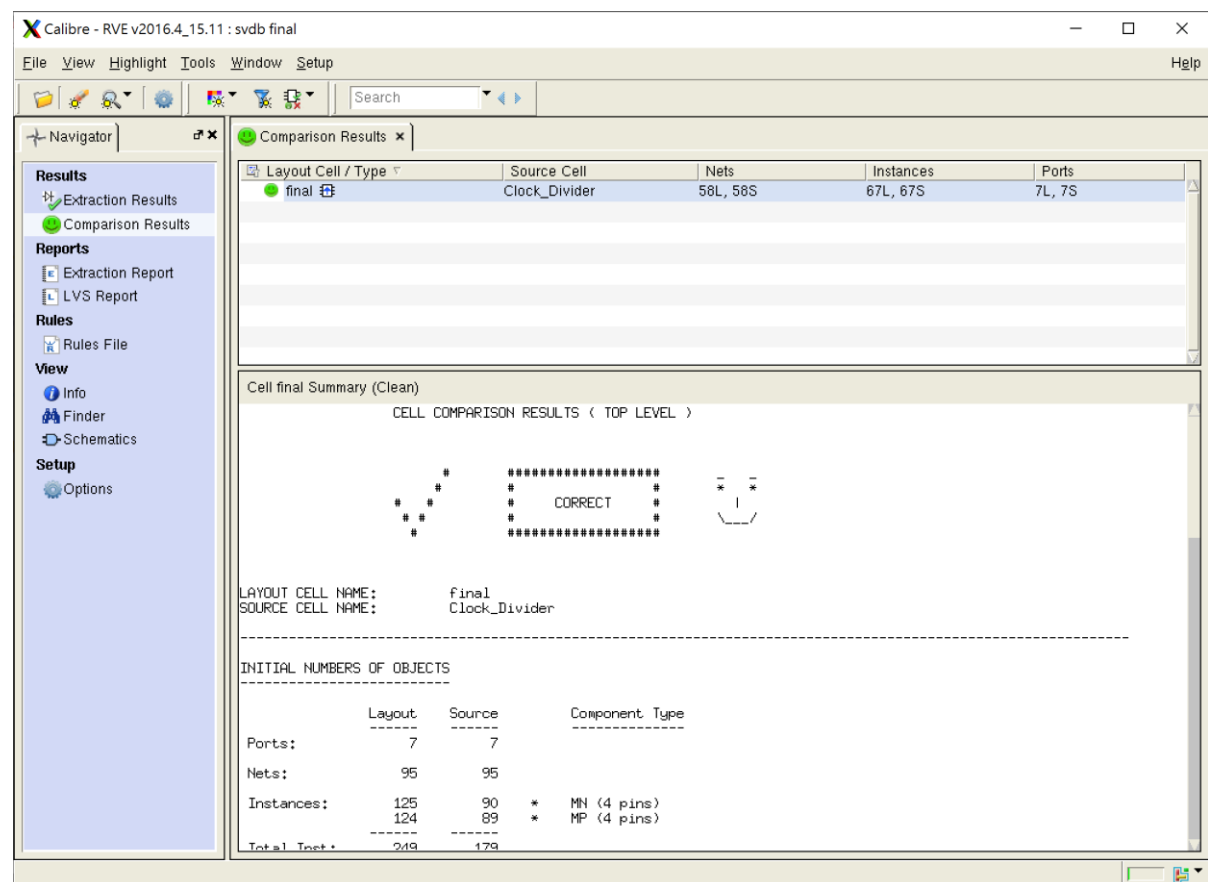 Calibre - RVE v2016.4_15.11 : svdb final
File View Highlight Tools Window Setup Help
Search
Navigator
Comparison Results
Results
Extraction Results
Comparison Results
Reports
Extraction Report
LVS Report
Rules
Rules File
View
Info
Finder
Schematics
Setup
Options
Layout Cell / Type Source Cell Nets Instances Ports
final Clock_Divider 58L, 58S 67L, 67S 7L, 7S
Cell final Summary (Clean)
CELL COMPARISON RESULTS ( TOP LEVEL )
CORRECT
LAYOUT CELL NAME: final
SOURCE CELL NAME: Clock_Divider
INITIAL NUMBERS OF OBJECTS
Layout Source Component Type
Ports: 7 7
Nets: 95 95
Instances: 125 90 * MN (4 pins)
124 89 * MP (4 pins)
Total Inst: 249 179